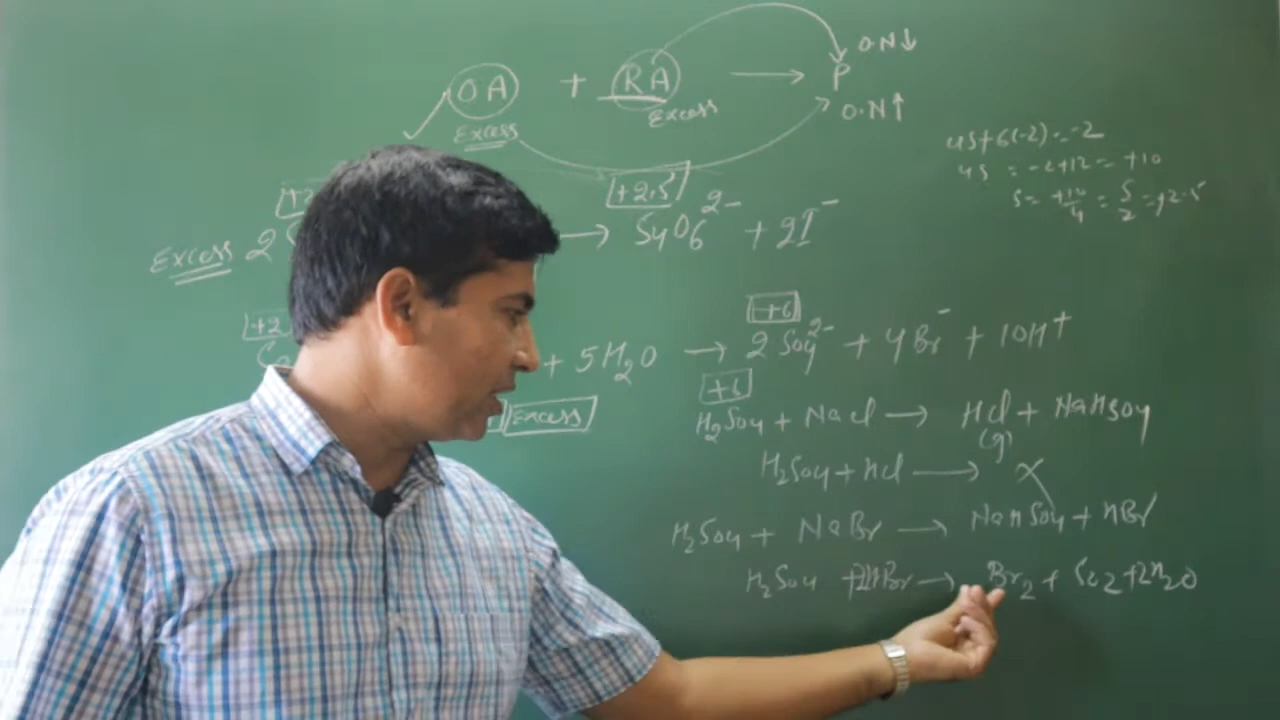 O.N↓
OA + RA → P
Excess Excess O.N↑
4S+6(-2)=-2
4S = -2+12 = +10
S = +10/4 = 5/2 = +2.5
+2.5
Excess 2 → S4O6 2- + 2I-
+6
+2 + 5H2O → 2SO4 2- + 4Br- + 10H+
Excess
+6
H2SO4 + NaCl → HCl + NaHSO4
(g)
H2SO4 + HCl → X
H2SO4 + NaBr → NaHSO4 + HBr
H2SO4 + 2HBr → Br2 + SO2 + 2H2O